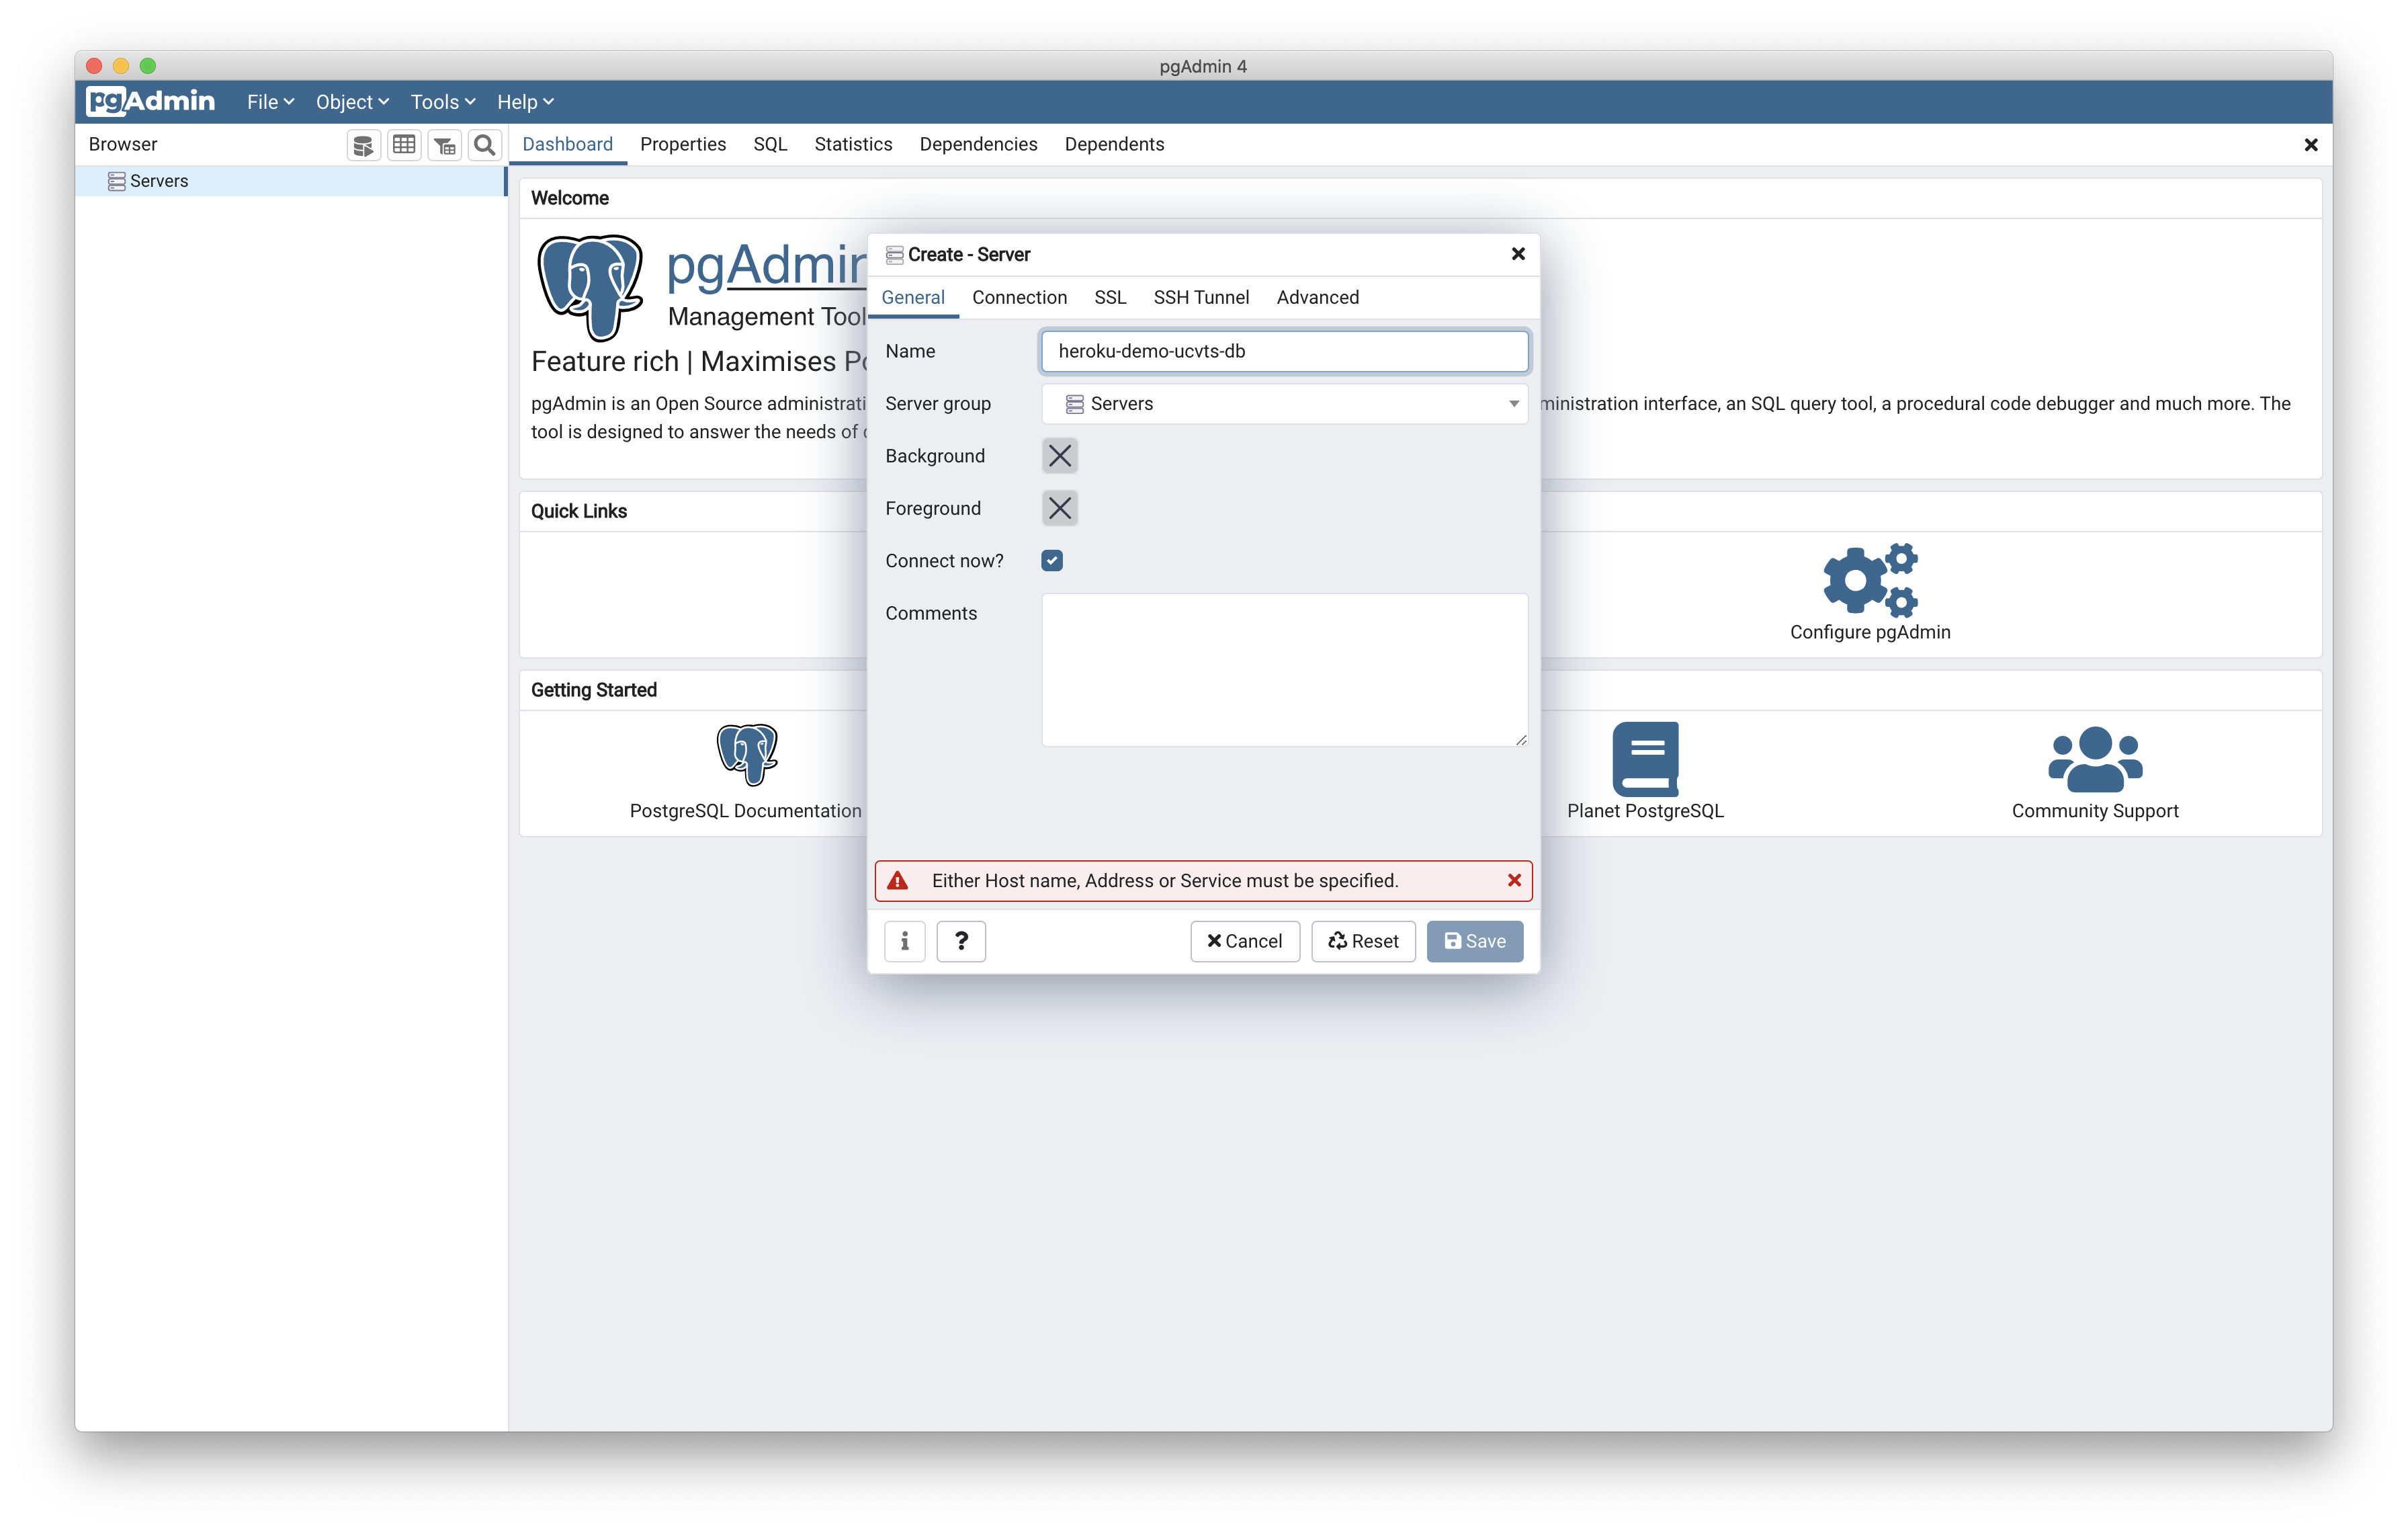 pgAdmin 4
pgAdmin File Object Tools Help
Browser
Dashboard Properties SQL Statistics Dependencies Dependents
Servers
Welcome
pgAdmin
Management Tool
Feature rich | Maximises
pgAdmin is an Open Source
ministration interface, an SQL query tool, a procedural code debugger and much more. The
tool is designed to answer the needs of
Quick Links
Configure pgAdmin
Getting Started
PostgreSQL Documentation
Planet PostgreSQL
Community Support
Create - Server
General Connection SSL SSH Tunnel Advanced
Name heroku-demo-ucvts-db
Server group Servers
Background
Foreground
Connect now?
Comments
Either Host name, Address or Service must be specified.
i ? Cancel Reset Save